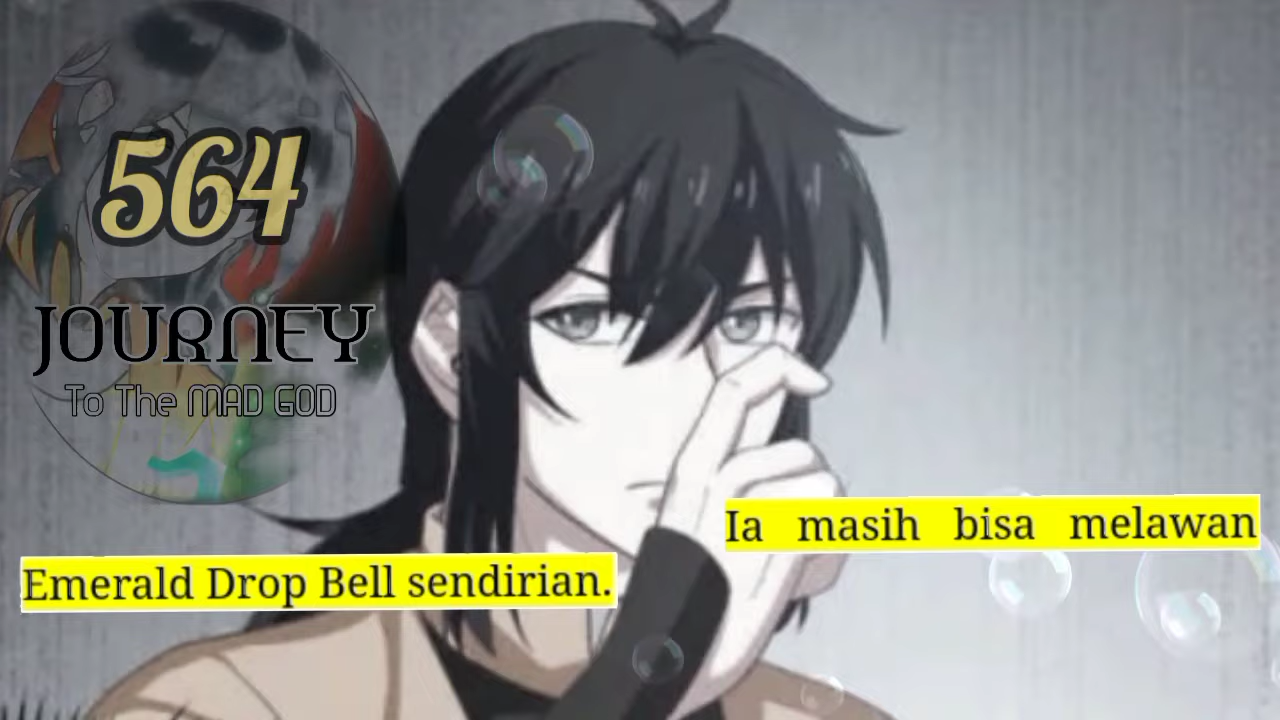 564
JOURNEY
To The MAD GOD
Ia masih bisa melawan
Emerald Drop Bell sendirian.